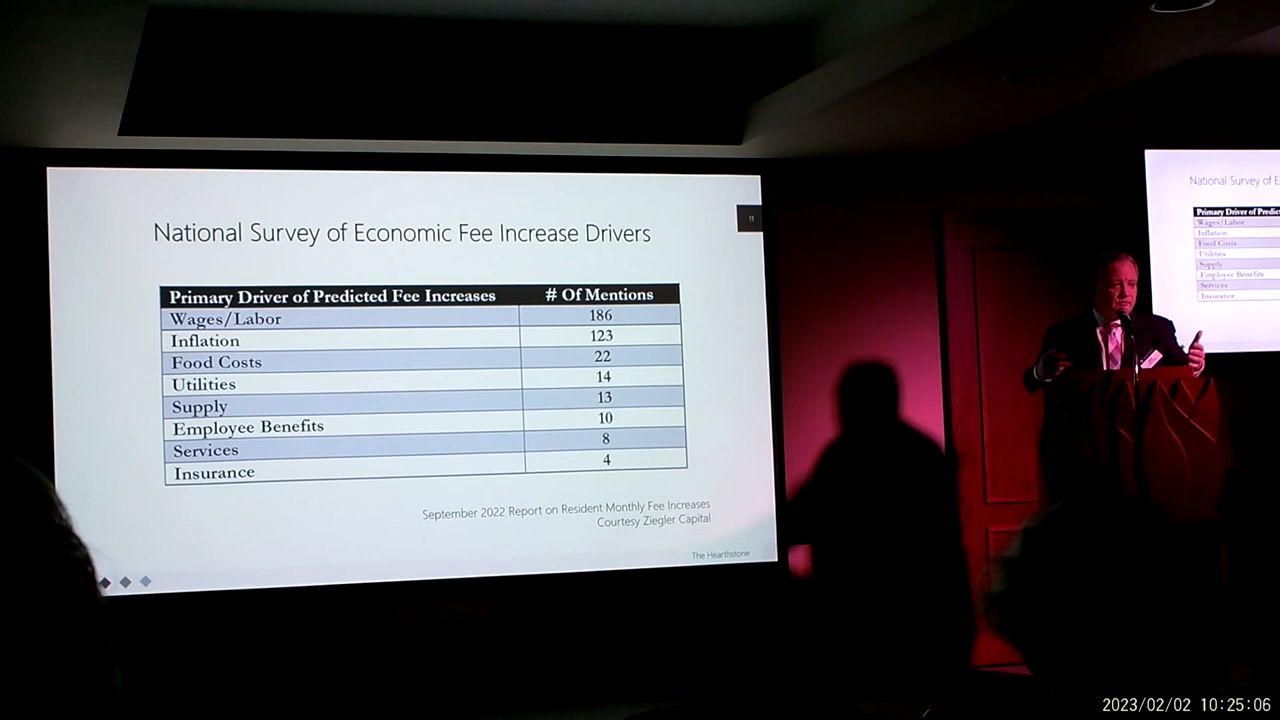 National Survey of Economic Fee Increase Drivers
11
Primary Driver of Predicted Fee Increases # Of Mentions
Wages/Labor 186
Inflation 123
Food Costs 22
Utilities 14
Supply 13
Employee Benefits 10
Services 8
Insurance 4
September 2022 Report on Resident Monthly Fee Increases
Courtesy Ziegler Capital
The Hearthstone
National Survey of E
Primary Driver of Predic
Wages/Labor
Inflation
Food Costs
Utilities
Supply
Employee Benefits
Services
Insurance
2023/02/02 10:25:06